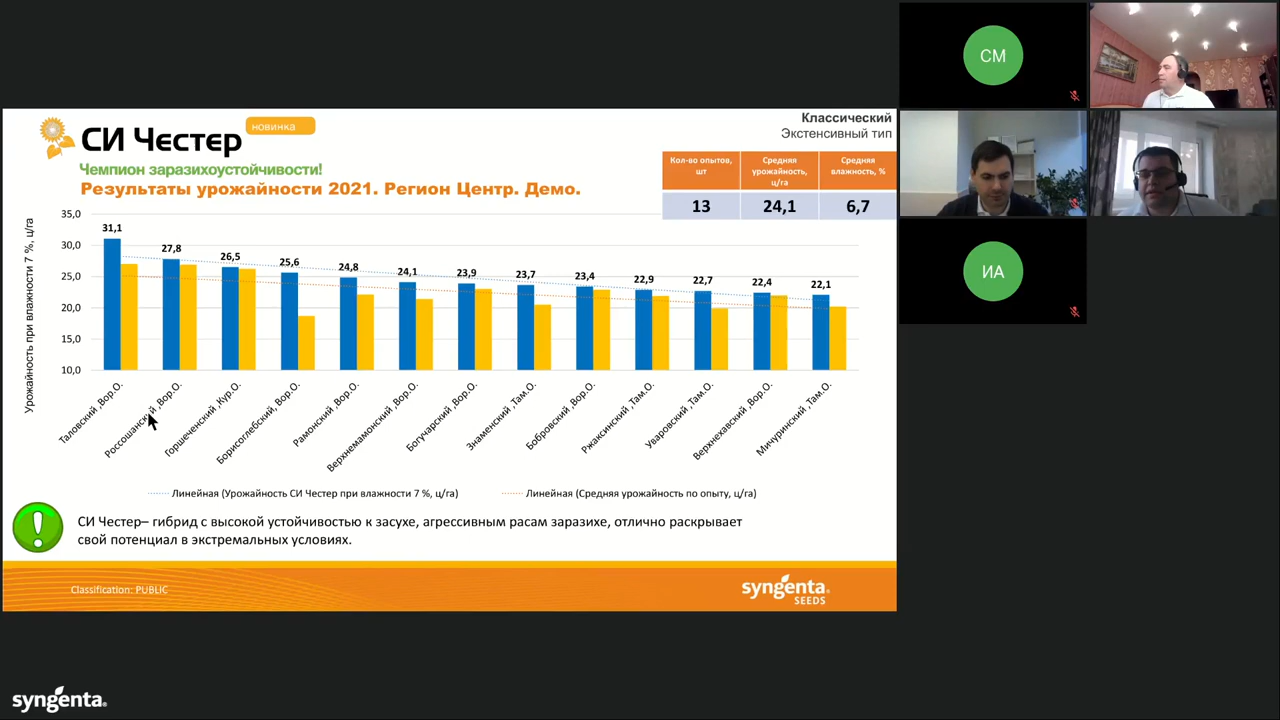 СИ Честер
новинка
Чемпион заразихоустойчивости!
Результаты урожайности 2021. Регион Центр. Демо.
Классический
Экстенсивный тип
Кол-во опытов, шт
Средняя урожайность, ц/га
Средняя влажность, %
13
24,1
6,7
Урожайность при влажности 7 %, ц/га
35,0
30,0
25,0
20,0
15,0
10,0
31,1
27,8
26,5
25,6
24,8
24,1
23,9
23,7
23,4
22,9
22,7
22,4
22,1
Таловский ,Вор.О.
Россошанский ,Вор.О.
Горшеченский ,Кур.О.
Борисоглебский, Вор.О.
Рамонский ,Вор.О.
Верхнемамонский ,Вор.О.
Богучарский ,Вор.О.
Знаменский ,Там.О.
Бобровский ,Вор.О.
Ржаксинский ,Там.О.
Уваровский ,Там.О.
Верхнехавский ,Вор.О.
Мичуринский ,Там.О.
Линейная (Урожайность СИ Честер при влажности 7 %, ц/га)
Линейная (Средняя урожайность по опыту, ц/га)
СИ Честер– гибрид с высокой устойчивостью к засухе, агрессивным расам заразихе, отлично раскрывает
свой потенциал в экстремальных условиях.
Classification: PUBLIC
syngenta
SEEDS
syngenta
СМ
ИА